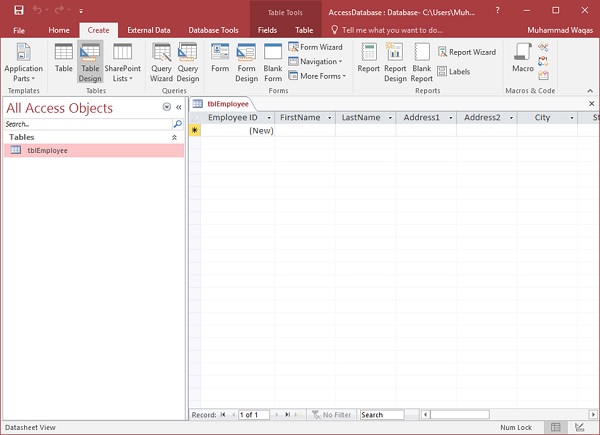 Table Tools
AccessDatabase : Database- C:\Users\Muh...
?
File Home Create External Data Database Tools Fields Table Tell me what you want to do... Muhammad Waqas
Application Parts Table Table Design SharePoint Lists Query Wizard Query Design Form Form Design Blank Form Form Wizard Navigation More Forms Report Report Design Blank Report Report Wizard Labels Macro
Templates Tables Queries Forms Reports Macros & Code
All Access Objects
Search...
Tables
tblEmployee
tblEmployee
Employee ID FirstName LastName Address1 Address2 City St
(New)
Record: 1 of 1 No Filter Search
Datasheet View Num Lock